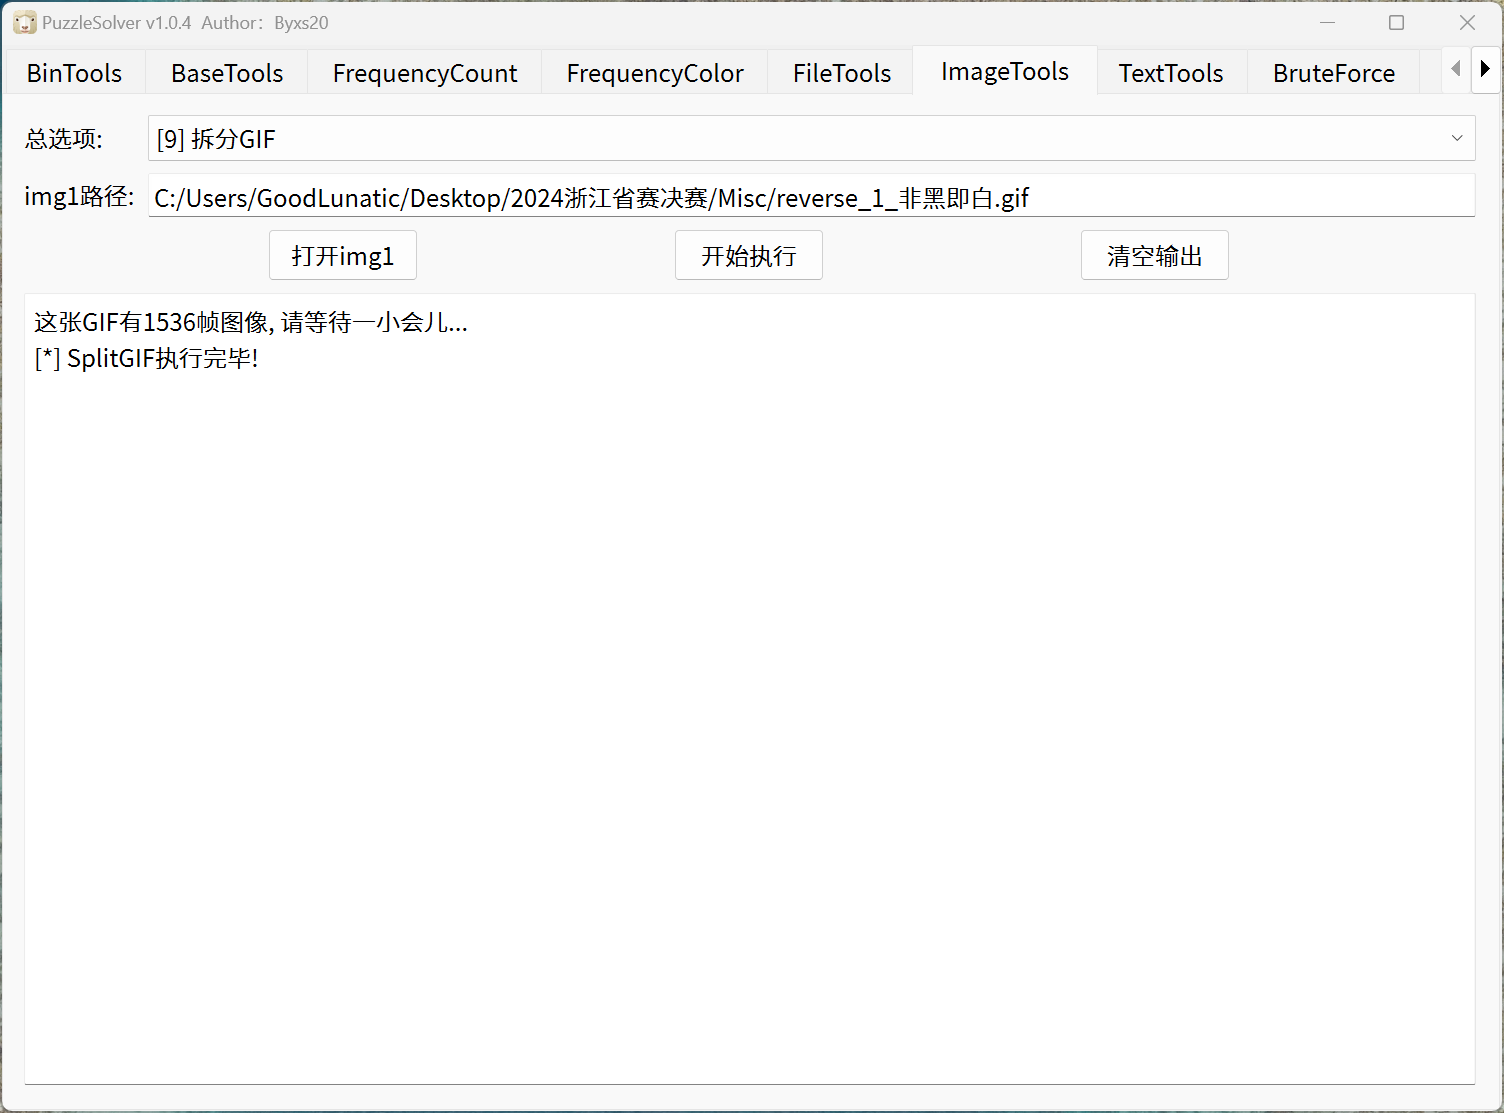 PuzzleSolver v1.0.4 Author: Byxs20
BinTools BaseTools FrequencyCount FrequencyColor FileTools ImageTools TextTools BruteForce
总选项: [9] 拆分GIF
img1路径: C:/Users/GoodLunatic/Desktop/2024浙江省赛决赛/Misc/reverse_1_非黑即白.gif
打开img1 开始执行 清空输出
这张GIF有1536帧图像, 请等待一小会儿...
[*] SplitGIF执行完毕!